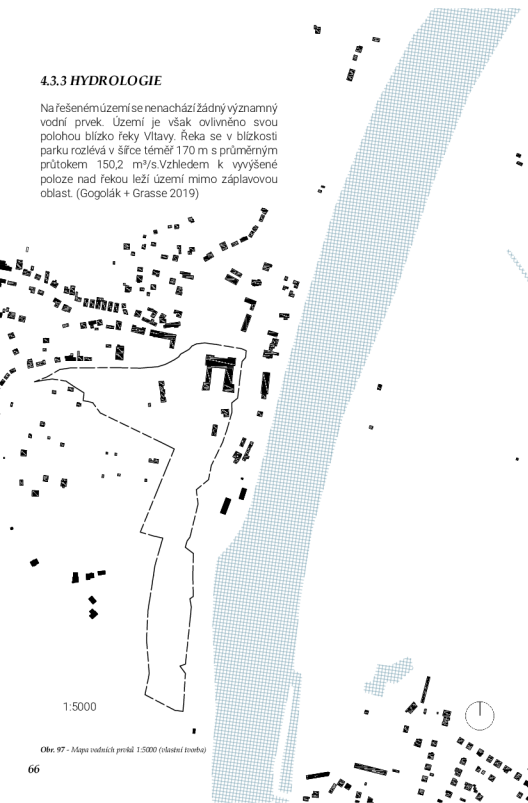 4.3.3 HYDROLOGIE
Na řešeném území se nenachází žádný významný
vodní prvek. Území je však ovlivněno svou
polohou blízko řeky Vltavy. Řeka se v blízkosti
parku rozlévá v šířce téměř 170 m s průměrným
průtokem 150,2 m³/s.Vzhledem k vyvýšené
poloze nad řekou leží území mimo záplavovou
oblast. (Gogolák + Grasse 2019)
1:5000
Obr. 97 - Mapa vodních prvků 1:5000 (vlastní tvorba)
66